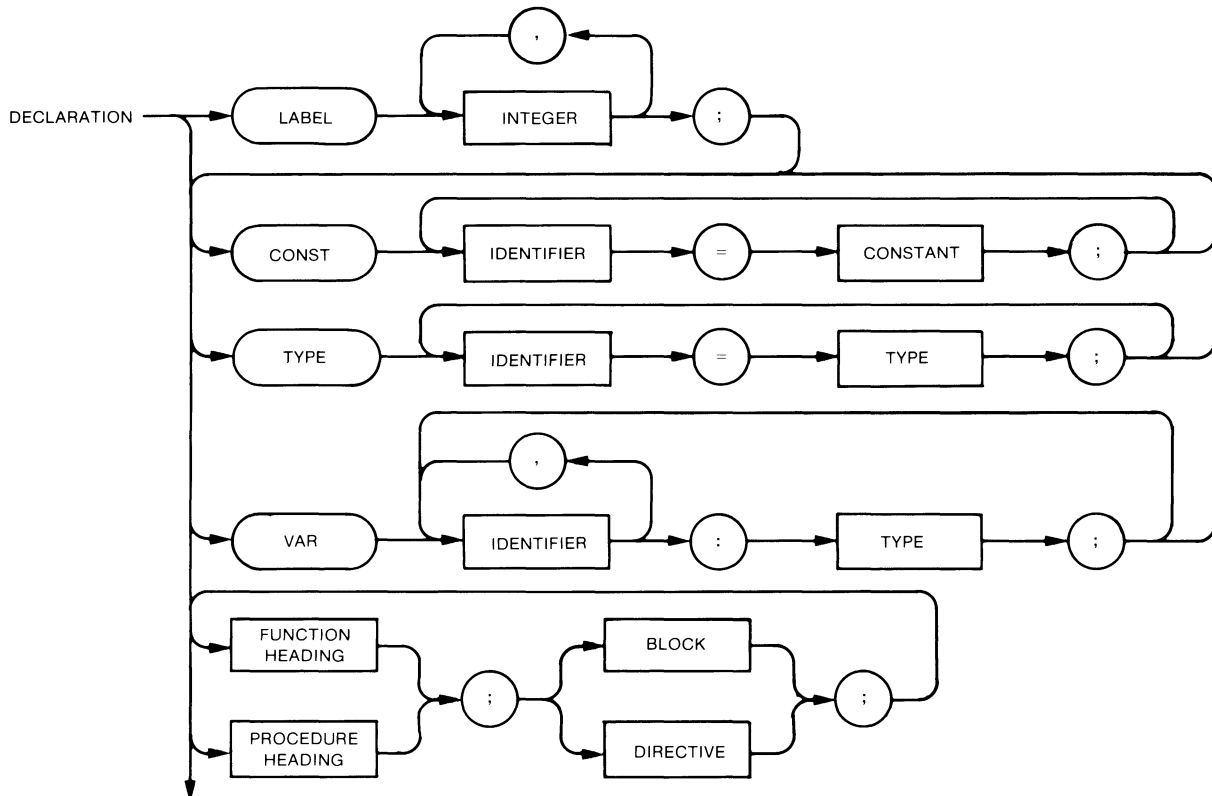 ,
DECLARATION LABEL INTEGER ;
CONST IDENTIFIER = CONSTANT ;
TYPE IDENTIFIER = TYPE ;
,
VAR IDENTIFIER : TYPE ;
FUNCTION
HEADING
BLOCK
; ;
PROCEDURE
HEADING
DIRECTIVE